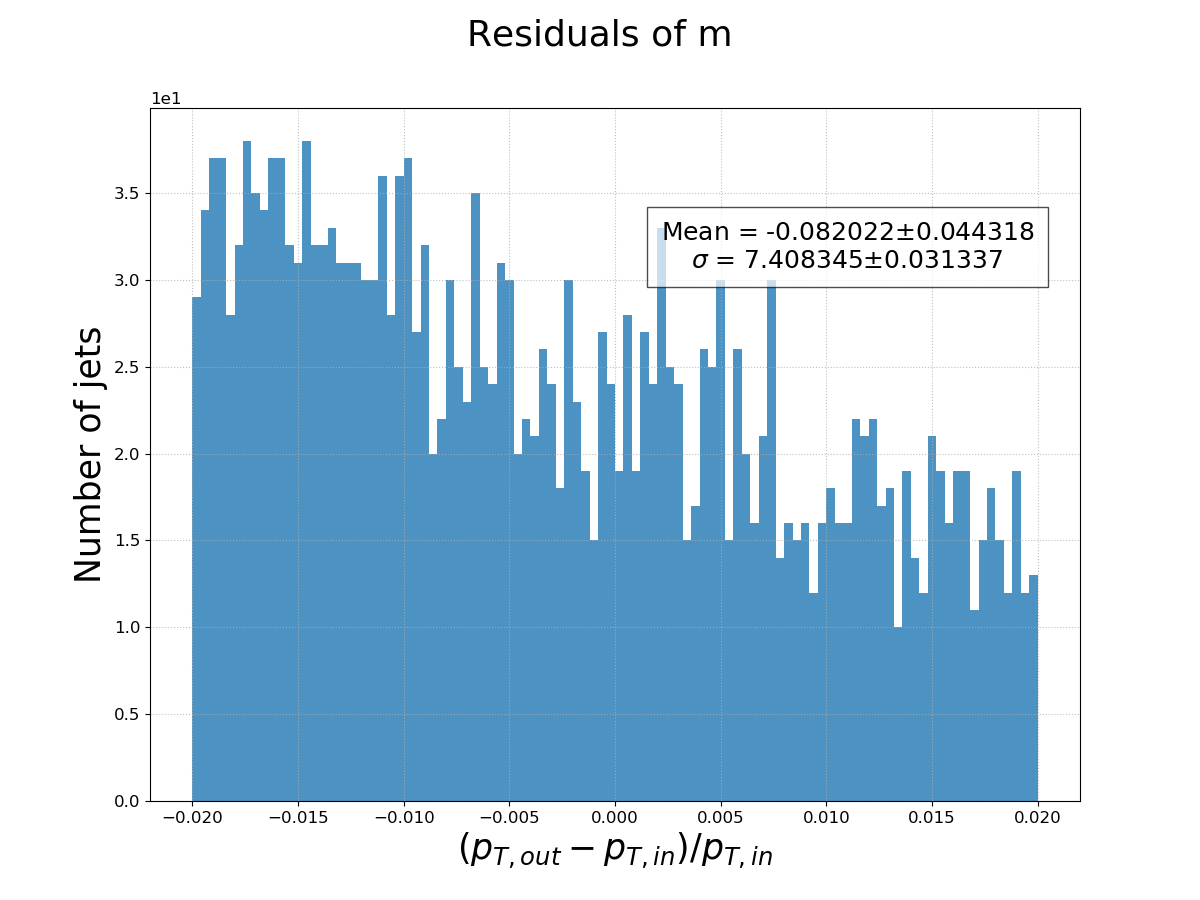 Residuals of m
1e1
3.5
3.0
2.5
2.0
1.5
1.0
0.5
0.0
Number of jets
Mean = -0.082022±0.044318
σ = 7.408345±0.031337
−0.020 −0.015 −0.010 −0.005 0.000 0.005 0.010 0.015 0.020
(p_{T,out} − p_{T,in})/p_{T,in}